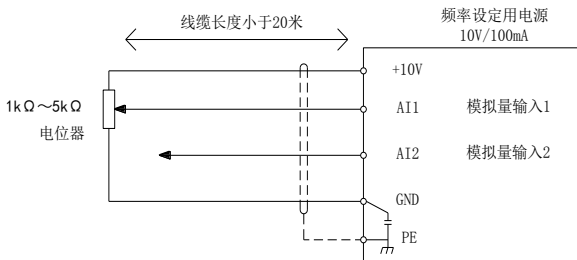 线缆长度小于20米
频率设定用电源
10V/100mA
+10V
1kΩ～5kΩ
电位器
AI1 模拟量输入1
AI2 模拟量输入2
GND
PE